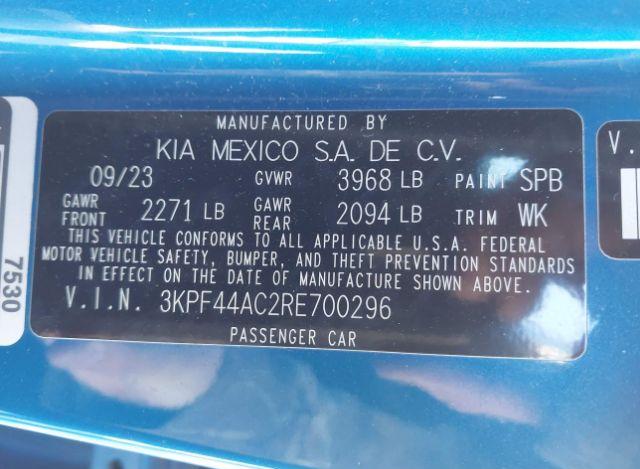 MANUFACTURED BY
KIA MEXICO S.A. DE C.V.
09/23 GVWR 3968 LB PAINT SPB
GAWR FRONT 2271 LB GAWR REAR 2094 LB TRIM WK
THIS VEHICLE CONFORMS TO ALL APPLICABLE U.S.A. FEDERAL
MOTOR VEHICLE SAFETY, BUMPER, AND THEFT PREVENTION STANDARDS
IN EFFECT ON THE DATE OF MANUFACTURE SHOWN ABOVE.
V.I.N. 3KPF44AC2RE700296
PASSENGER CAR
7530
V.